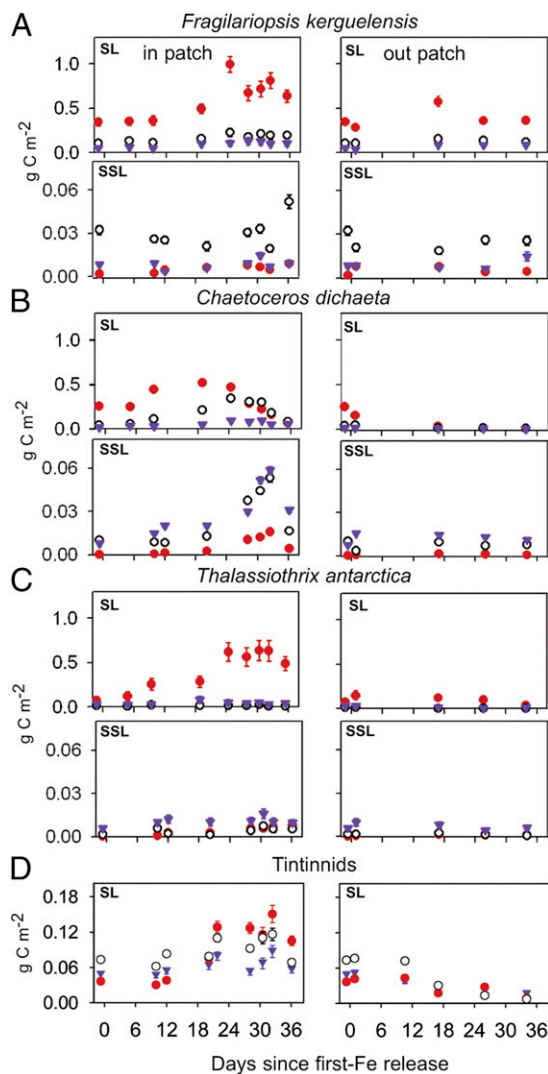 A
Fragilariopsis kerguelensis
SL
in patch
out patch
SL
1.0
0.5
0.0
g C m-2
SSL
SSL
0.06
0.03
0.00
B
Chaetoceros dichaeta
SL
SL
1.0
0.5
0.0
g C m-2
SSL
SSL
0.06
0.03
0.00
C
Thalassiothrix antarctica
SL
SL
1.0
0.5
0.0
g C m-2
SSL
SSL
0.06
0.03
0.00
D
Tintinnids
SL
SL
0.18
0.12
0.06
0.00
g C m-2
0 6 12 18 24 30 36
0 6 12 18 24 30 36
Days since first-Fe release